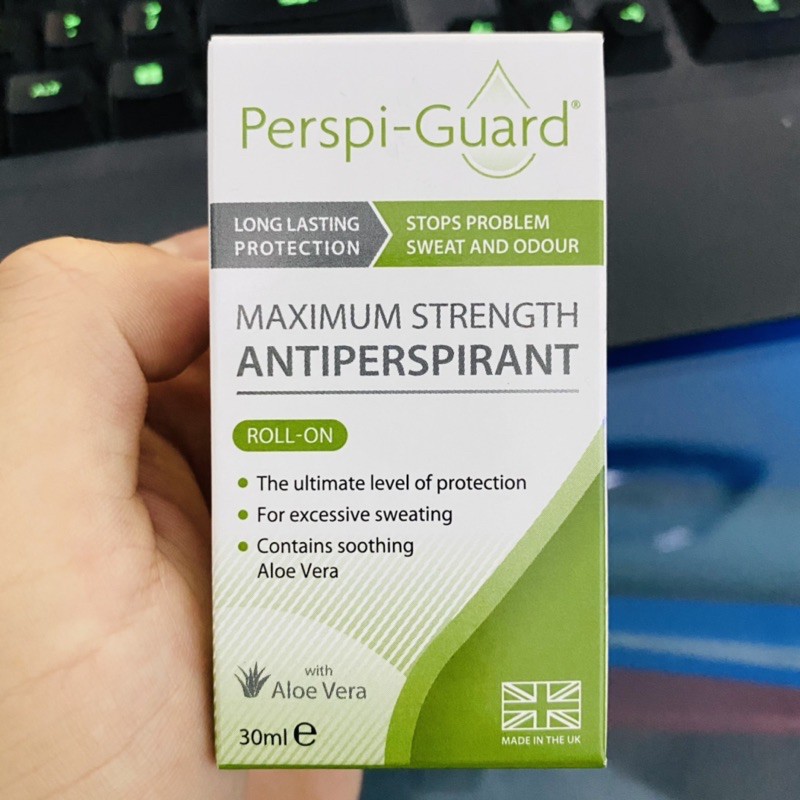 Perspi-Guard®
LONG LASTING
PROTECTION
STOPS PROBLEM
SWEAT AND ODOUR
MAXIMUM STRENGTH
ANTIPERSPIRANT
ROLL-ON
• The ultimate level of protection
• For excessive sweating
• Contains soothing
Aloe Vera
with
Aloe Vera
30ml ℮
MADE IN THE UK